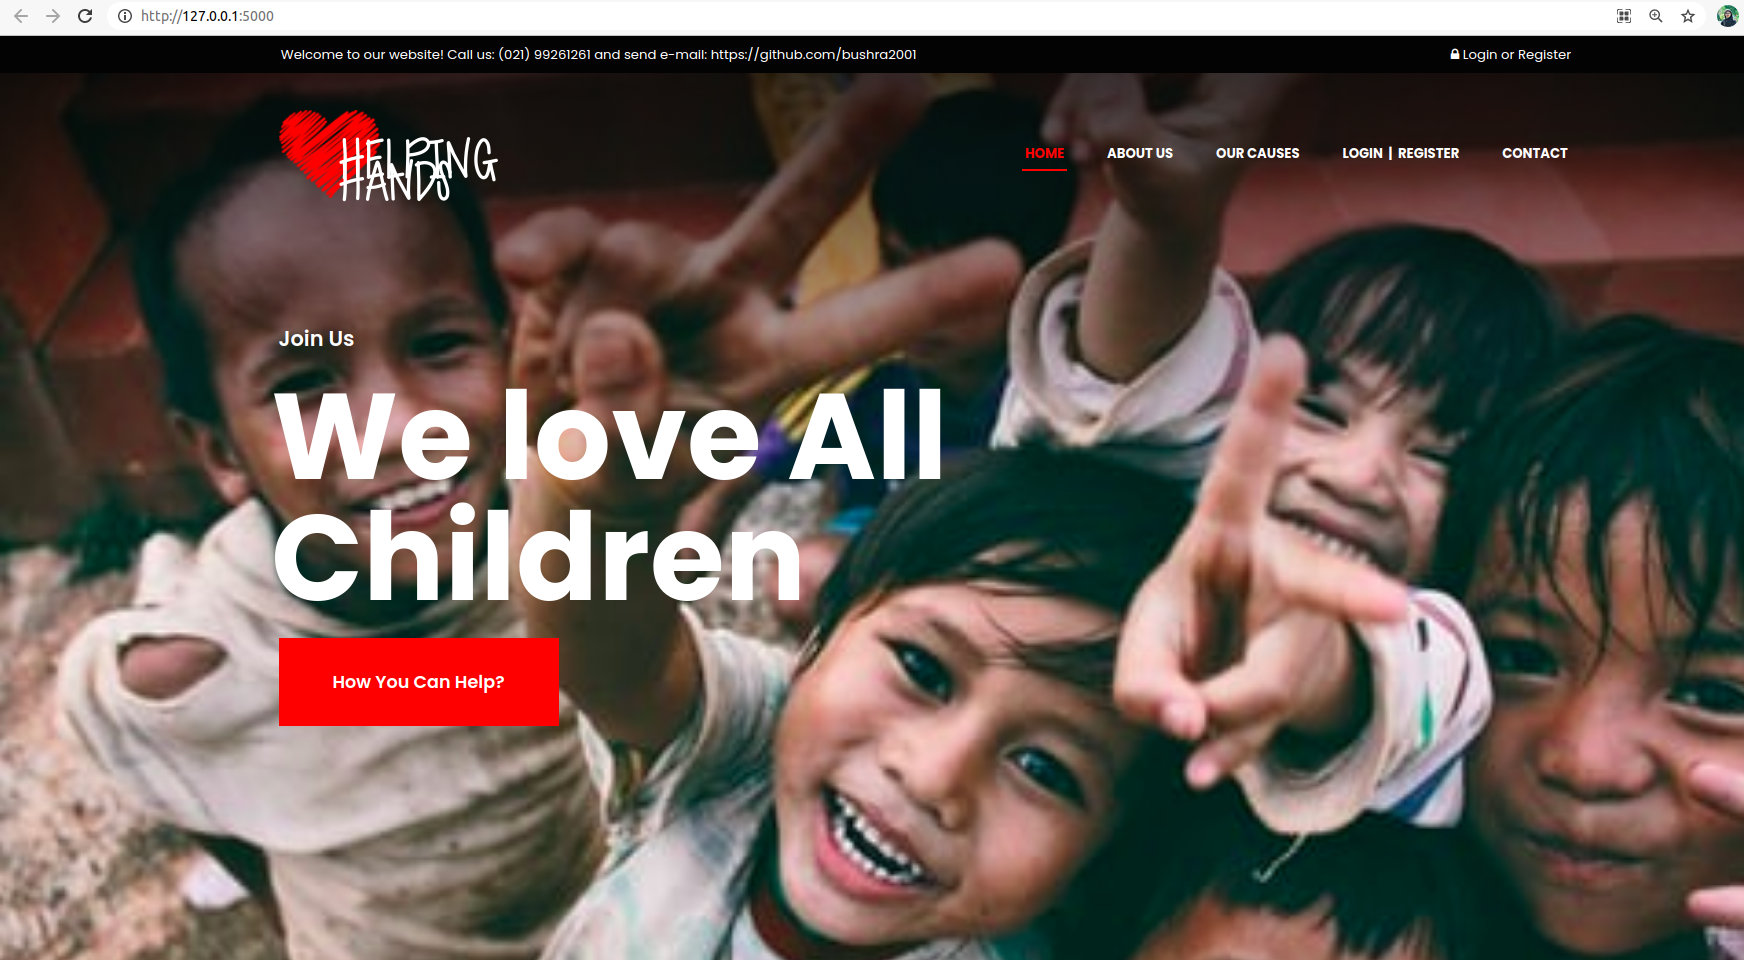 http://127.0.0.1:5000
Welcome to our website! Call us: (021) 99261261 and send e-mail: https://github.com/bushra2001
Login or Register
HELPING
HANDS
HOME
ABOUT US
OUR CAUSES
LOGIN | REGISTER
CONTACT
Join Us
We love All
Children
How You Can Help?